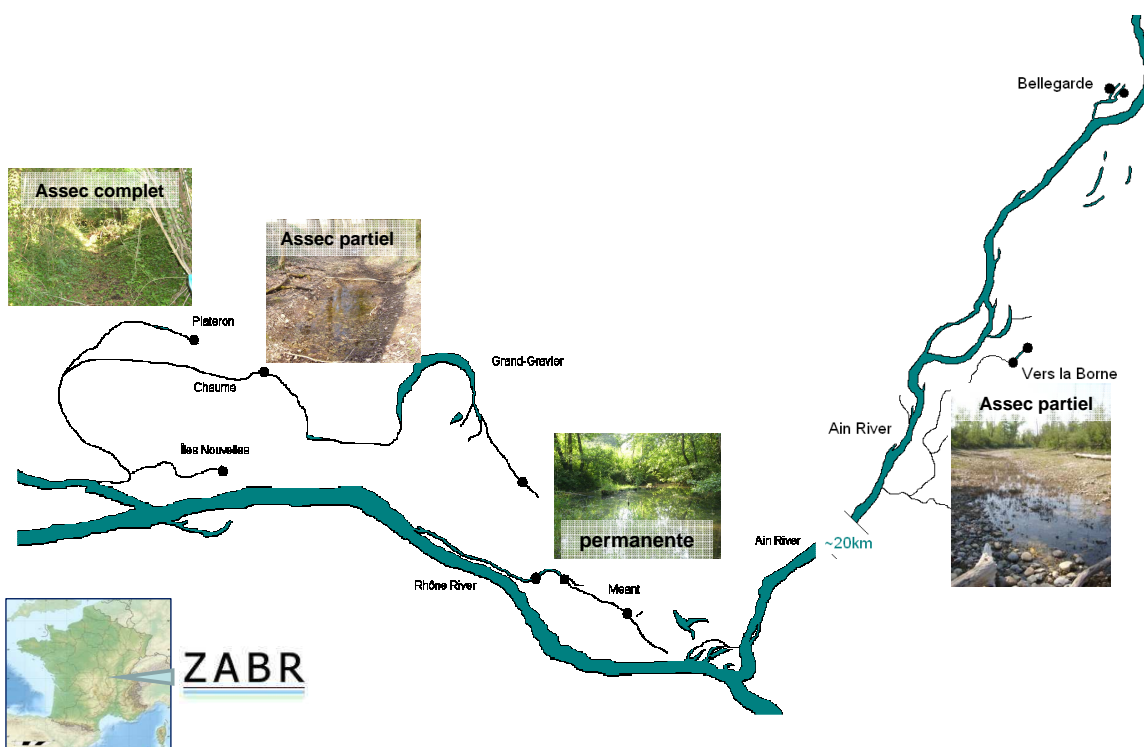 Bellegarde
Assec complet
Assec partiel
Plateron
Grand-Gravier
Chaume
Vers la Borne
Assec partiel
Ain River
Îles Nouvelles
permanente
Ain River
~20km
Rhône River
Meant
ZABR